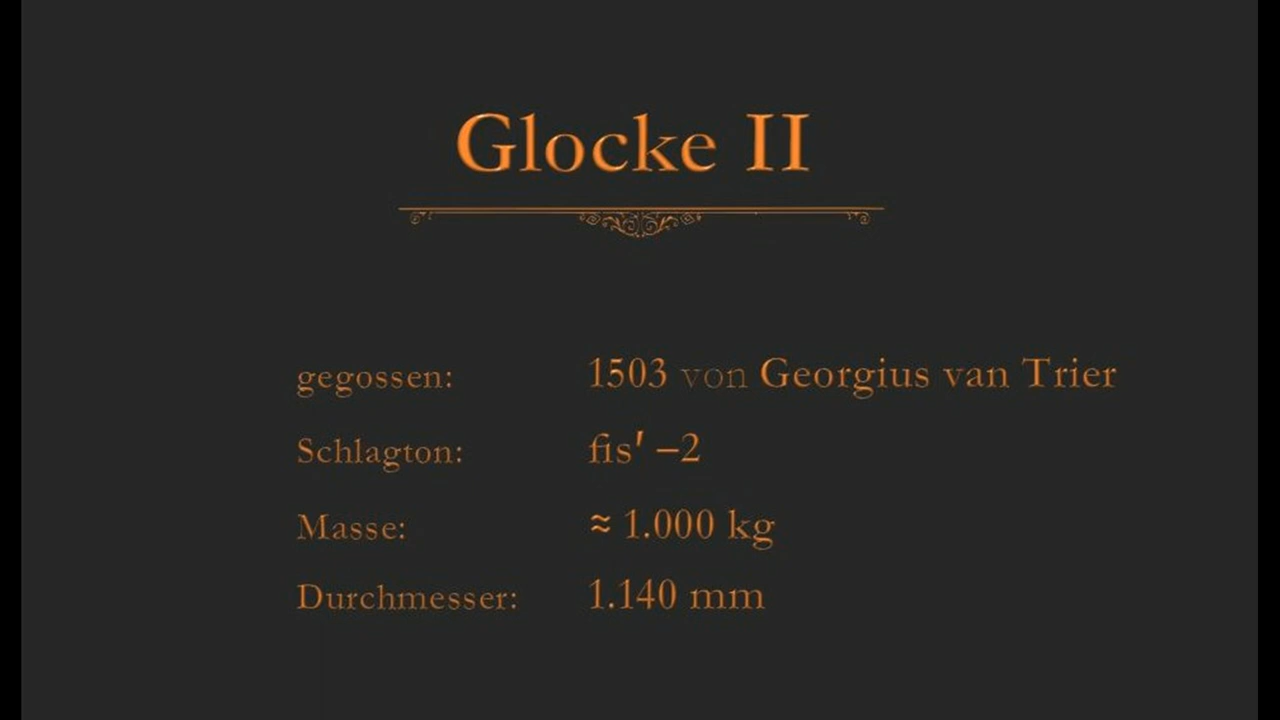 Glocke II
gegossen: 1503 von Georgius van Trier
Schlagton: fis′ –2
Masse: ≈ 1.000 kg
Durchmesser: 1.140 mm